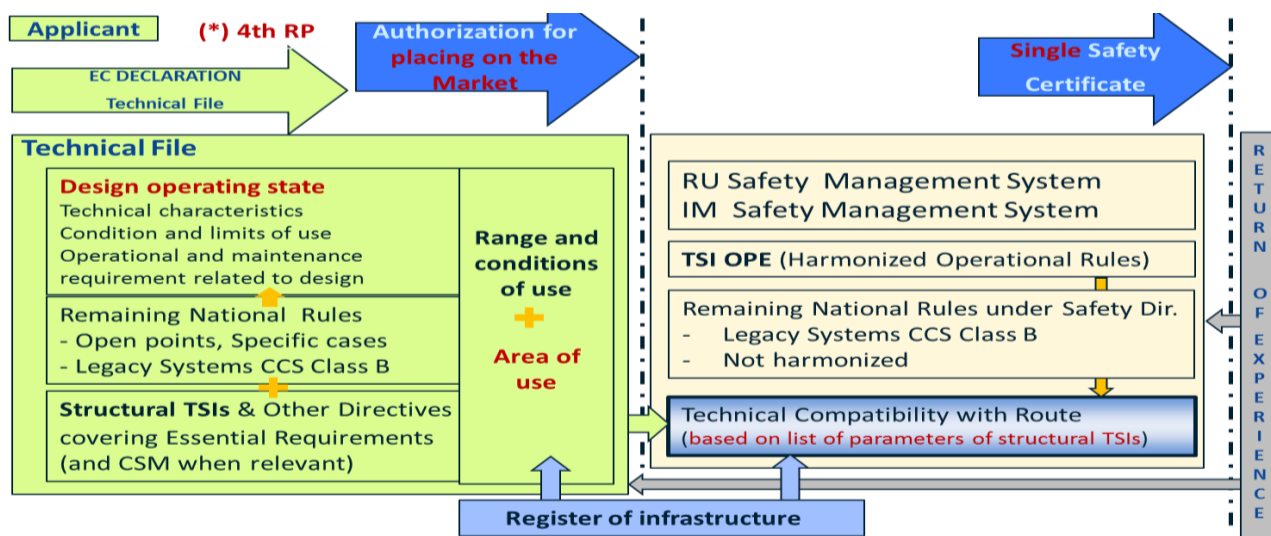 Applicant
(*) 4th RP
EC DECLARATION
Technical File
Authorization for
placing on the
Market
Single Safety
Certificate
Technical File
Design operating state
Technical characteristics
Condition and limits of use
Operational and maintenance
requirement related to design
Remaining National Rules
- Open points, Specific cases
- Legacy Systems CCS Class B
Structural TSIs & Other Directives
covering Essential Requirements
(and CSM when relevant)
Range and
conditions
of use
Area of
use
RU Safety Management System
IM Safety Management System
TSI OPE (Harmonized Operational Rules)
Remaining National Rules under Safety Dir.
- Legacy Systems CCS Class B
- Not harmonized
Technical Compatibility with Route
(based on list of parameters of structural TSIs)
Register of infrastructure
RETURN OF EXPERIENCE